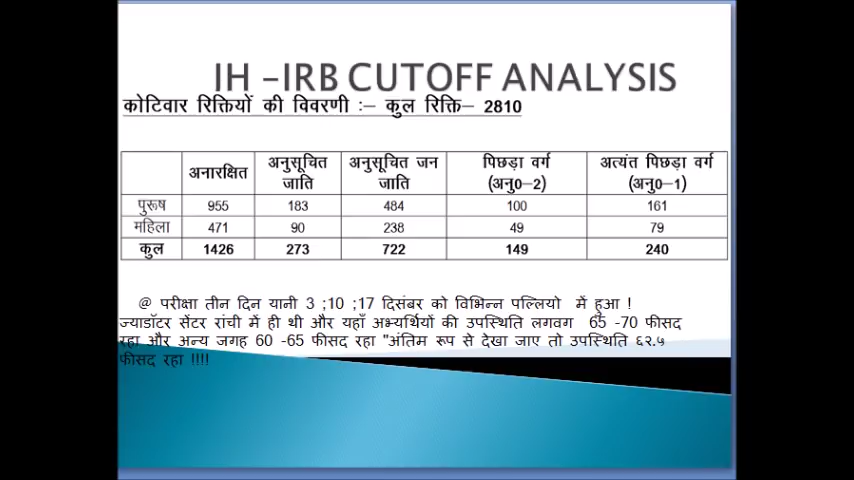 IH -IRB CUTOFF ANALYSIS
कोटिवार रिक्तियों की विवरणी :- कुल रिक्ति- 2810
अनारक्षित अनुसूचित जाति अनुसूचित जन जाति पिछड़ा वर्ग (अनु0-2) अत्यंत पिछड़ा वर्ग (अनु0-1)
पुरूष 955 183 484 100 161
महिला 471 90 238 49 79
कुल 1426 273 722 149 240
@ परीक्षा तीन दिन यानी 3 ;10 ;17 दिसंबर को विभिन्न पल्लियो में हुआ !
ज्याडॉटर सेंटर रांची में ही थी और यहाँ अभ्यर्थियों की उपस्थिति लगवग 65 -70 फीसद
रहा और अन्य जगह 60 -65 फीसद रहा "अंतिम रूप से देखा जाए तो उपस्थिति ६२.५
फीसद रहा !!!!